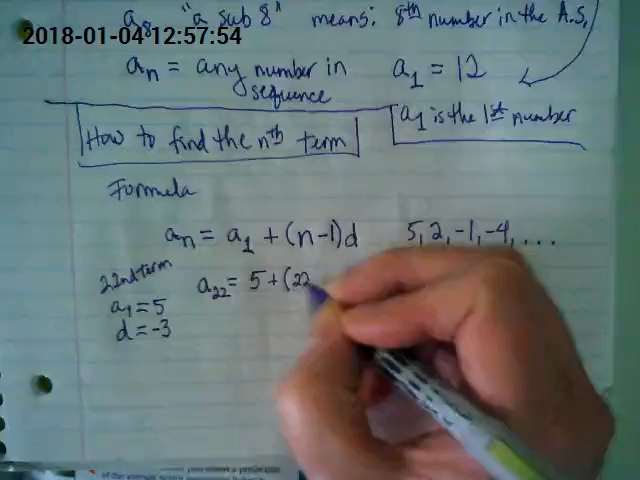 a8 "a sub 8" means: 8th number in the A.S.
2018-01-04 12:57:54
an = any number in sequence
a1 = 12
a1 is the 1st number
How to find the nth term
Formula
an = a1 + (n-1)d
5, 2, -1, -4, ...
22nd term
a1 = 5
d = -3
a22 = 5 + (22